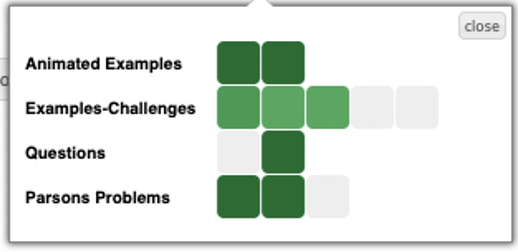 close
Animated Examples
Examples-Challenges
Questions
Parsons Problems